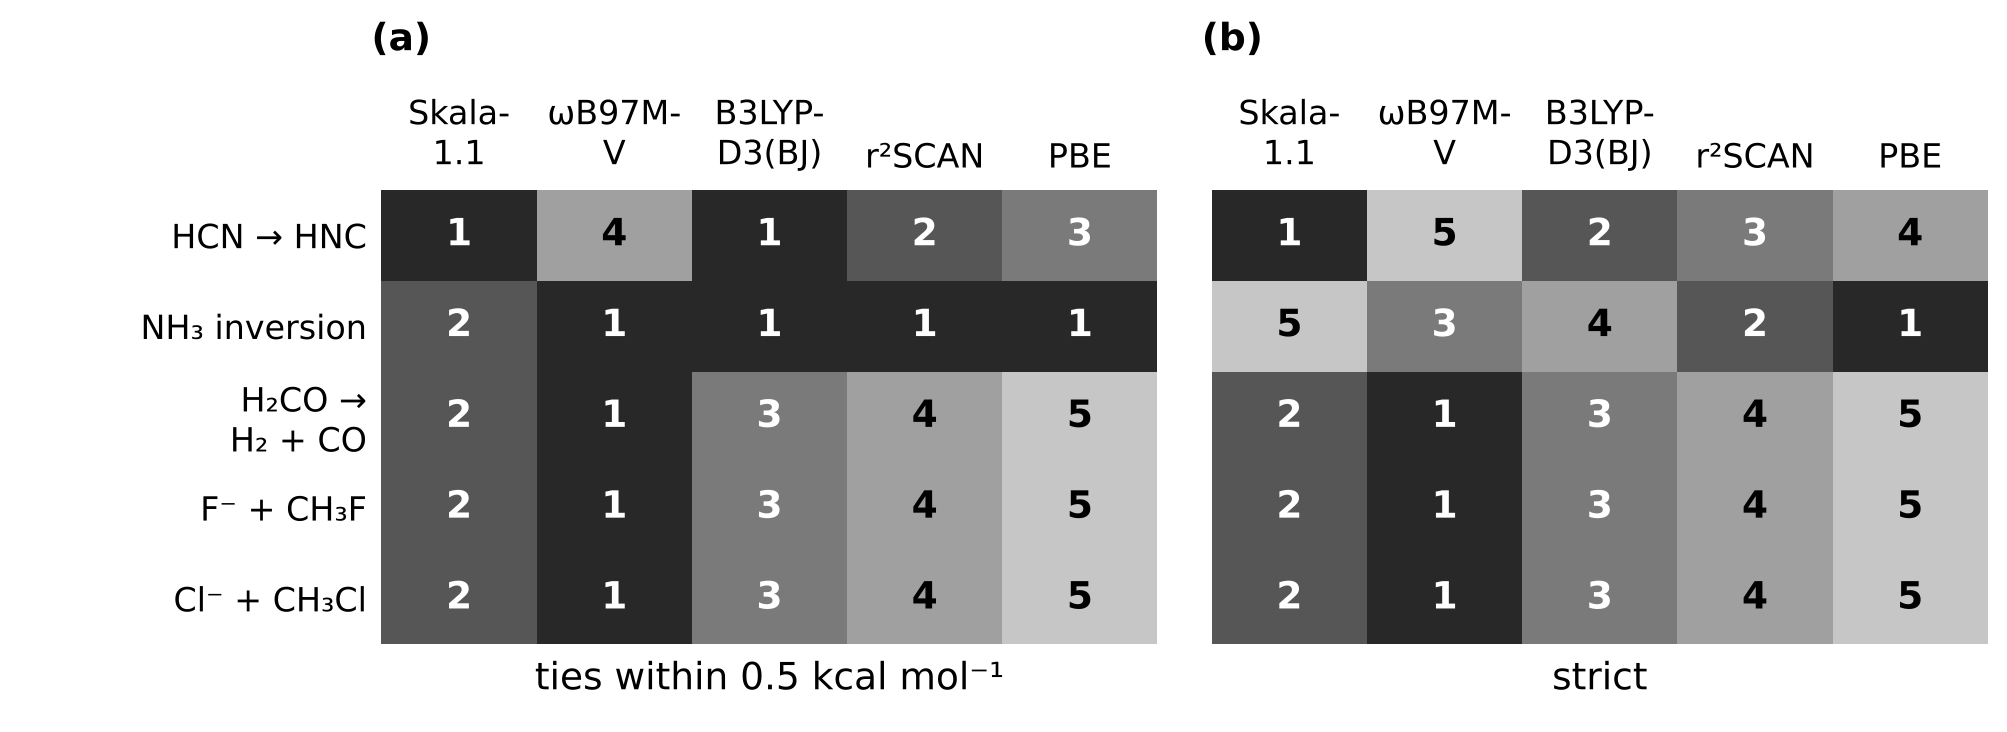 (a) (b)
Skala- ωB97M- B3LYP- Skala- ωB97M- B3LYP-
1.1 V D3(BJ) r²SCAN PBE 1.1 V D3(BJ) r²SCAN PBE
HCN → HNC 1 4 1 2 3 1 5 2 3 4
NH₃ inversion 2 1 1 1 1 5 3 4 2 1
H₂CO →
H₂ + CO 2 1 3 4 5 2 1 3 4 5
F⁻ + CH₃F 2 1 3 4 5 2 1 3 4 5
Cl⁻ + CH₃Cl 2 1 3 4 5 2 1 3 4 5
ties within 0.5 kcal mol⁻¹ strict